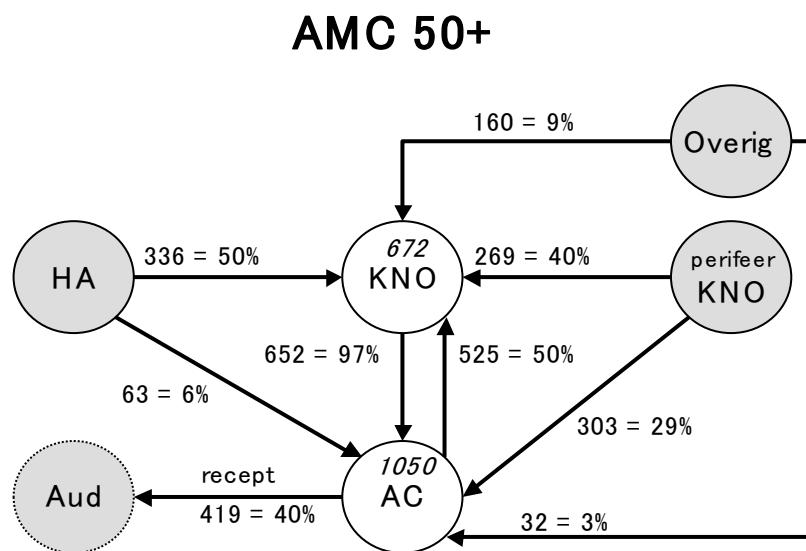 AMC 50+
160 = 9%
Overig
672
KNO
HA
336 = 50%
269 = 40%
perifeer
KNO
652 = 97%
525 = 50%
63 = 6%
303 = 29%
1050
AC
Aud
recept
419 = 40%
32 = 3%